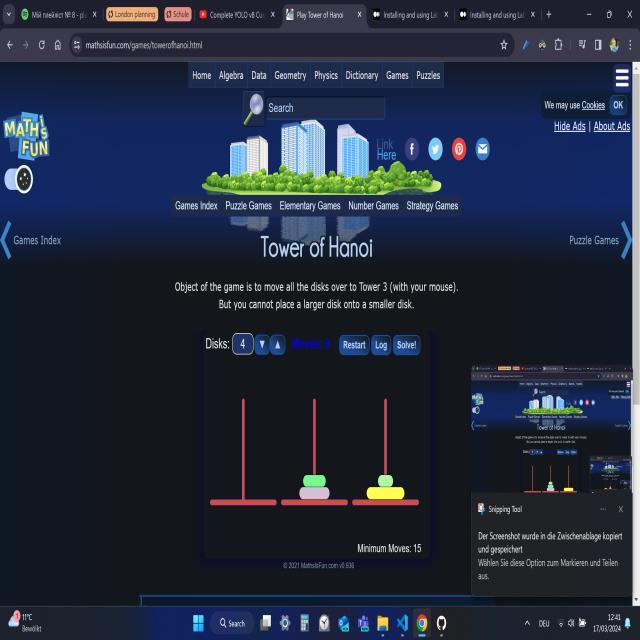 Мій плейліст № 8 - pl
London planning
Schule
Complete YOLO v8 Cus
Play Tower of Hanoi
Installing and using Lal
Installing and using Lal
mathsisfun.com/games/towerofhanoi.html
Home Algebra Data Geometry Physics Dictionary Games Puzzles
Search
We may use Cookies OK
Hide Ads | About Ads
MATH IS FUN
Link Here
Games Index Puzzle Games Elementary Games Number Games Strategy Games
Games Index
Puzzle Games
Tower of Hanoi
Object of the game is to move all the disks over to Tower 3 (with your mouse).
But you cannot place a larger disk onto a smaller disk.
Disks: 4 ▼ ▲ Moves: 8 Restart Log Solve!
Minimum Moves: 15
© 2021 MathsIsFun.com v0.936
Snipping Tool
Der Screenshot wurde in die Zwischenablage kopiert
und gespeichert
Wählen Sie diese Option zum Markieren und Teilen
aus.
11°C
Bewölkt
Search
DEU
12:41
17/03/2024